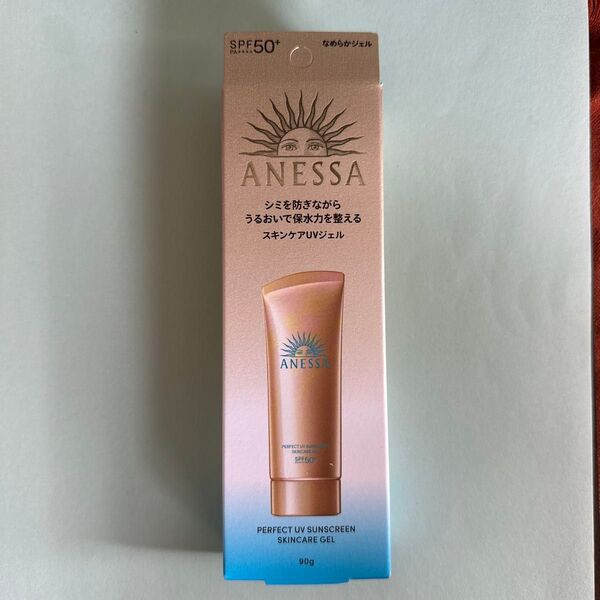 SPF50+
PA++++
なめらかジェル
ANESSA
シミを防ぎながら
うるおいで保水力を整える
スキンケアUVジェル
ANESSA
PERFECT UV SUNSCREEN
SKINCARE GEL
SPF50+
PERFECT UV SUNSCREEN
SKINCARE GEL
90g